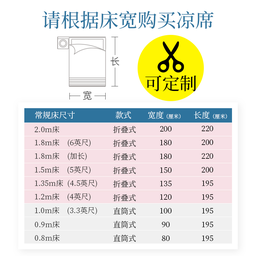 请根据床宽购买凉席
长
宽
可定制
常规床尺寸 款式 宽度(厘米) 长度(厘米)
2.0m床 折叠式 200 220
1.8m床 (6英尺) 折叠式 180 200
1.8m床 (加长) 折叠式 180 220
1.5m床 (5英尺) 折叠式 150 200
1.35m床 (4.5英尺) 折叠式 135 195
1.2m床 (4英尺) 折叠式 120 195
1.0m床 (3.3英尺) 直筒式 100 195
0.9m床 直筒式 90 195
0.8m床 直筒式 80 195